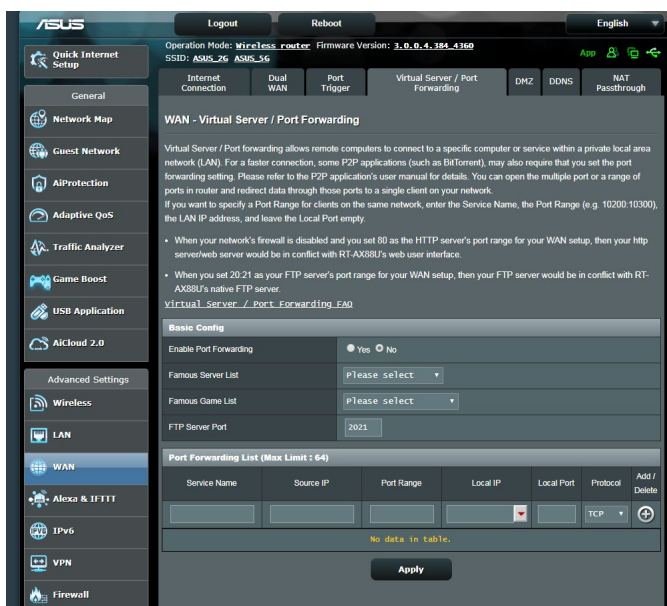 ASUS
Logout
Reboot
English
Operation Mode: Wireless router Firmware Version: 3.0.0.4.384_4360
SSID: ASUS_2G ASUS_5G
App
Quick Internet
Setup
General
Network Map
Guest Network
AiProtection
Adaptive QoS
Traffic Analyzer
Game Boost
USB Application
AiCloud 2.0
Advanced Settings
Wireless
LAN
WAN
Alexa & IFTTT
IPv6
VPN
Firewall
Internet
Connection
Dual
WAN
Port
Trigger
Virtual Server / Port
Forwarding
DMZ
DDNS
NAT
Passthrough
WAN - Virtual Server / Port Forwarding
Virtual Server / Port forwarding allows remote computers to connect to a specific computer or service within a private local area
network (LAN). For a faster connection, some P2P applications (such as BitTorrent), may also require that you set the port
forwarding setting. Please refer to the P2P application's user manual for details. You can open the multiple port or a range of
ports in router and redirect data through those ports to a single client on your network.
If you want to specify a Port Range for clients on the same network, enter the Service Name, the Port Range (e.g. 10200:10300),
the LAN IP address, and leave the Local Port empty.
• When your network's firewall is disabled and you set 80 as the HTTP server's port range for your WAN setup, then your http
server/web server would be in conflict with RT-AX88U's web user interface.
• When you set 20:21 as your FTP server's port range for your WAN setup, then your FTP server would be in conflict with RT-
AX88U's native FTP server.
Virtual Server / Port Forwarding FAQ
Basic Config
Enable Port Forwarding
Yes No
Famous Server List
Please select
Famous Game List
Please select
FTP Server Port
2021
Port Forwarding List (Max Limit : 64)
Service Name
Source IP
Port Range
Local IP
Local Port
Protocol
Add /
Delete
TCP
No data in table.
Apply